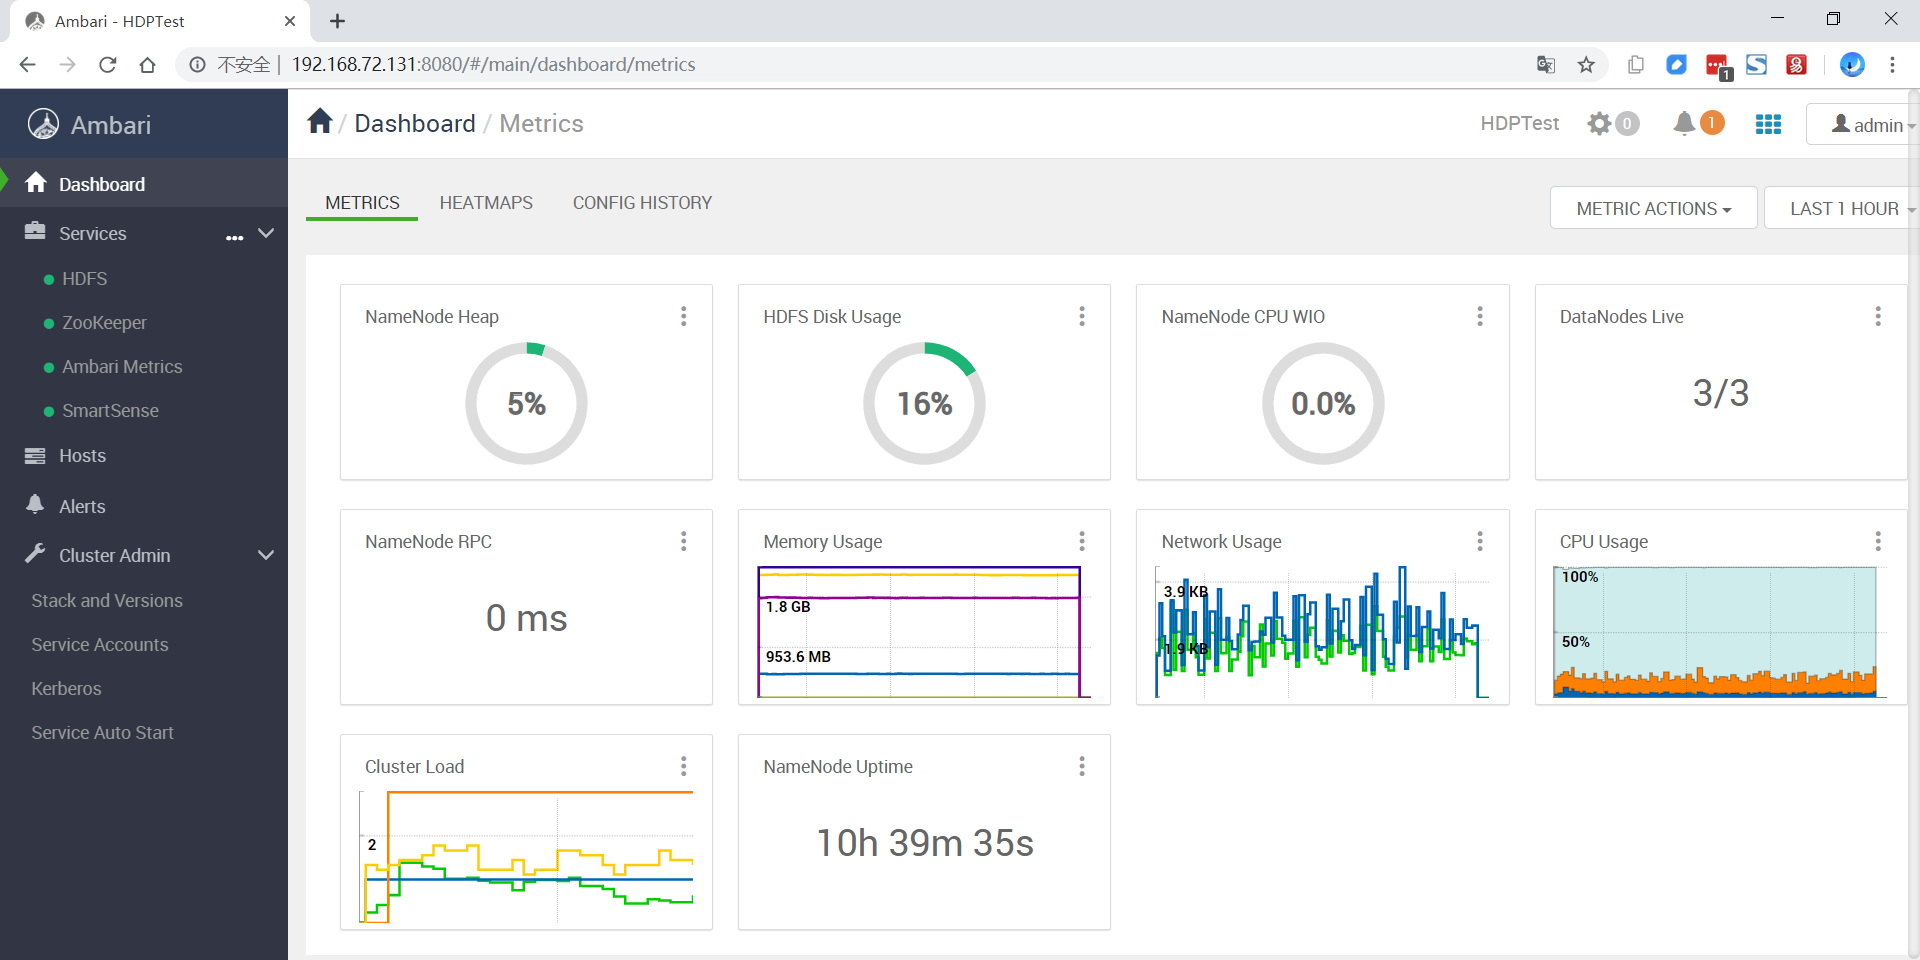 Ambari - HDPTest
不安全 | 192.168.72.131:8080/#/main/dashboard/metrics
1
Ambari
/ Dashboard / Metrics
HDPTest 0 1 admin
Dashboard
Services
HDFS
ZooKeeper
Ambari Metrics
SmartSense
Hosts
Alerts
Cluster Admin
Stack and Versions
Service Accounts
Kerberos
Service Auto Start
METRICS HEATMAPS CONFIG HISTORY
METRIC ACTIONS LAST 1 HOUR
NameNode Heap
5%
HDFS Disk Usage
16%
NameNode CPU WIO
0.0%
DataNodes Live
3/3
NameNode RPC
0 ms
Memory Usage
1.8 GB
953.6 MB
Network Usage
3.9 KB
1.9 KB
CPU Usage
100%
50%
Cluster Load
2
NameNode Uptime
10h 39m 35s